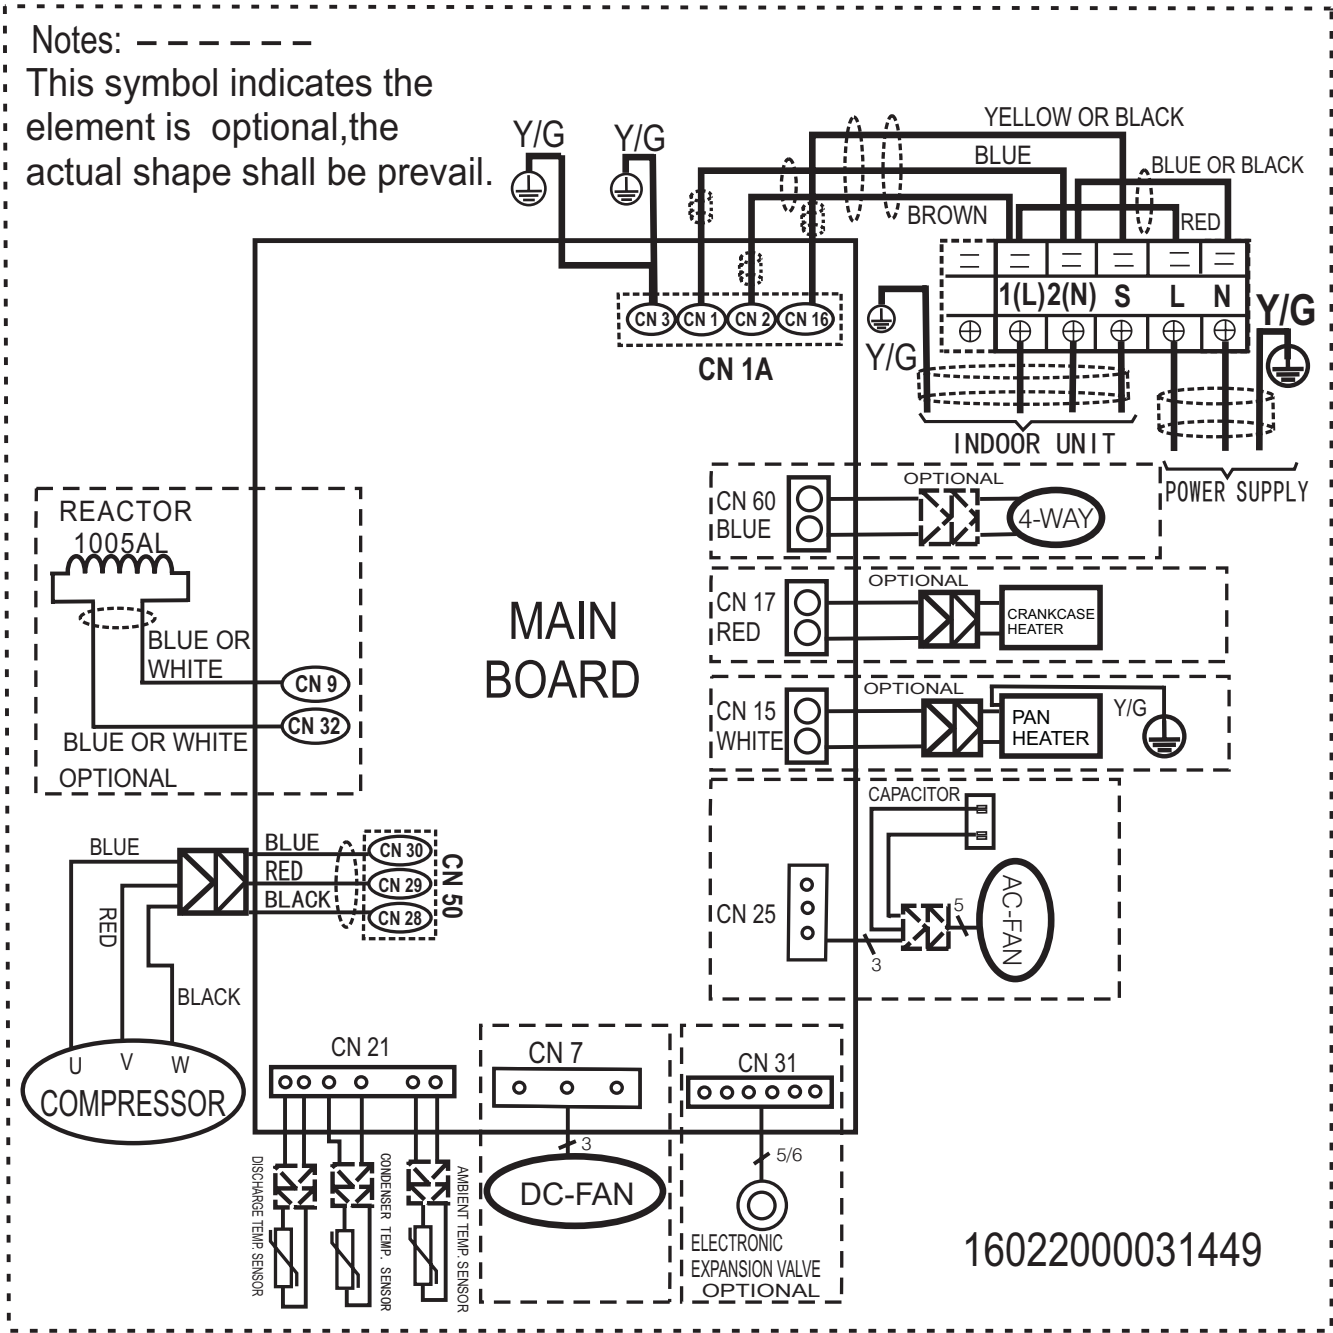 Notes: – – – – – –
This symbol indicates the
element is optional,the
actual shape shall be prevail.
Y/G
Y/G
YELLOW OR BLACK
BLUE
BLUE OR BLACK
BROWN
RED
1(L) 2(N) S L N
Y/G
Y/G
CN 3 CN 1 CN 2 CN 16
CN 1A
INDOOR UNIT
POWER SUPPLY
REACTOR
1005AL
BLUE OR
WHITE
CN 9
CN 32
BLUE OR WHITE
OPTIONAL
MAIN
BOARD
CN 60
BLUE
OPTIONAL
4-WAY
CN 17
RED
OPTIONAL
CRANKCASE
HEATER
CN 15
WHITE
OPTIONAL
PAN
HEATER
Y/G
CAPACITOR
CN 25
3
5
AC-FAN
BLUE
RED
BLACK
BLUE
RED
BLACK
CN 30
CN 29
CN 28
CN 50
U V W
COMPRESSOR
CN 21
DISCHARGE TEMP. SENSOR
CONDENSER TEMP. SENSOR
AMBIENT TEMP. SENSOR
CN 7
3
DC-FAN
CN 31
5/6
ELECTRONIC
EXPANSION VALVE
OPTIONAL
16022000031449